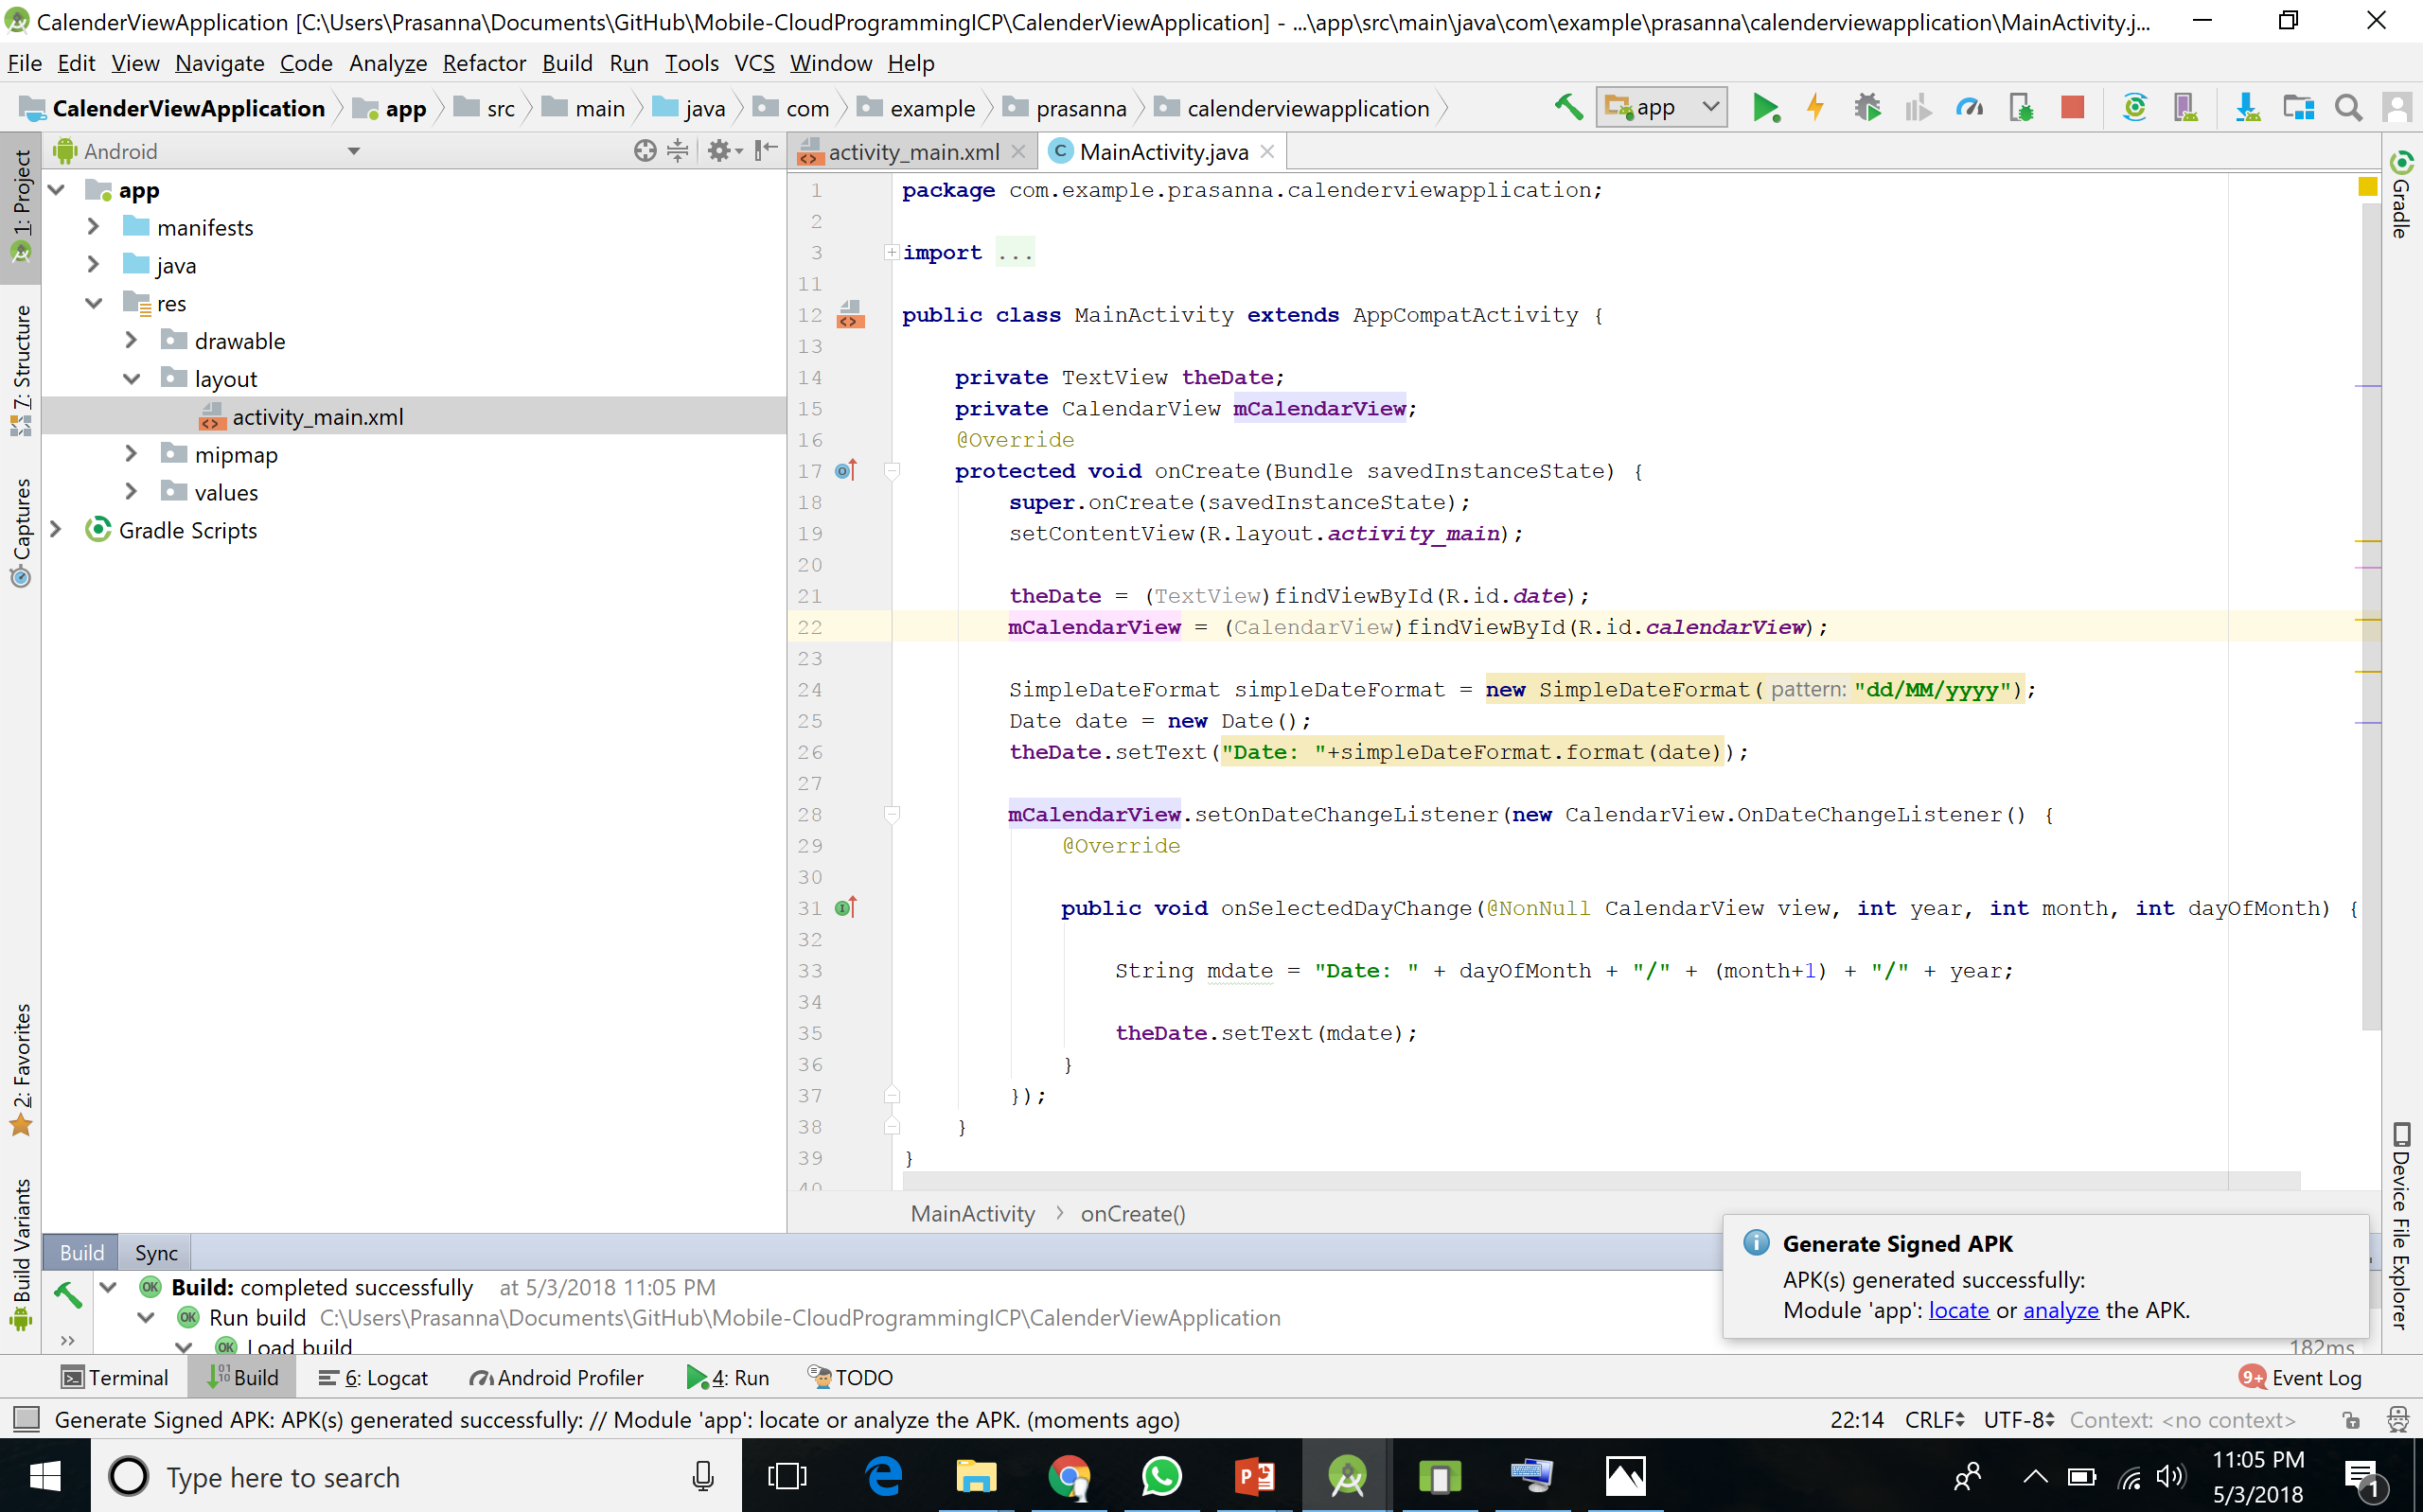 CalenderViewApplication [C:\Users\Prasanna\Documents\GitHub\Mobile-CloudProgrammingICP\CalenderViewApplication] - ...\app\src\main\java\com\example\prasanna\calenderviewapplication\MainActivity.j...
File Edit View Navigate Code Analyze Refactor Build Run Tools VCS Window Help
CalenderViewApplication app src main java com example prasanna calenderviewapplication app
Android
activity_main.xml MainActivity.java
1: Project
7: Structure
Captures
2: Favorites
Build Variants
app
manifests
java
res
drawable
layout
activity_main.xml
mipmap
values
Gradle Scripts
1 package com.example.prasanna.calenderviewapplication;
2
3 import ...
11
12 public class MainActivity extends AppCompatActivity {
13
14 private TextView theDate;
15 private CalendarView mCalendarView;
16 @Override
17 protected void onCreate(Bundle savedInstanceState) {
18 super.onCreate(savedInstanceState);
19 setContentView(R.layout.activity_main);
20
21 theDate = (TextView)findViewById(R.id.date);
22 mCalendarView = (CalendarView)findViewById(R.id.calendarView);
23
24 SimpleDateFormat simpleDateFormat = new SimpleDateFormat( pattern: "dd/MM/yyyy");
25 Date date = new Date();
26 theDate.setText("Date: "+simpleDateFormat.format(date));
27
28 mCalendarView.setOnDateChangeListener(new CalendarView.OnDateChangeListener() {
29 @Override
30
31 public void onSelectedDayChange(@NonNull CalendarView view, int year, int month, int dayOfMonth) {
32
33 String mdate = "Date: " + dayOfMonth + "/" + (month+1) + "/" + year;
34
35 theDate.setText(mdate);
36 }
37 });
38 }
39 }
40
MainActivity > onCreate()
Gradle
Device File Explorer
Build Sync
Build: completed successfully at 5/3/2018 11:05 PM
Run build C:\Users\Prasanna\Documents\GitHub\Mobile-CloudProgrammingICP\CalenderViewApplication
Load build 182ms
Generate Signed APK
APK(s) generated successfully:
Module 'app': locate or analyze the APK.
Terminal Build 6: Logcat Android Profiler 4: Run TODO 9+ Event Log
Generate Signed APK: APK(s) generated successfully: // Module 'app': locate or analyze the APK. (moments ago) 22:14 CRLF UTF-8 Context: <no context>
Type here to search
11:05 PM
5/3/2018
1